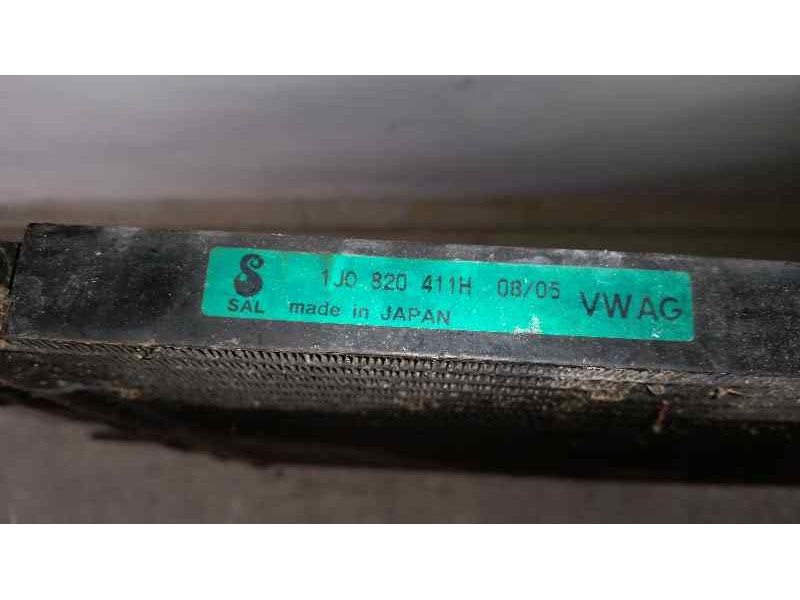 S 1J0 820 411H 08/05 VWAG
SAL made in JAPAN